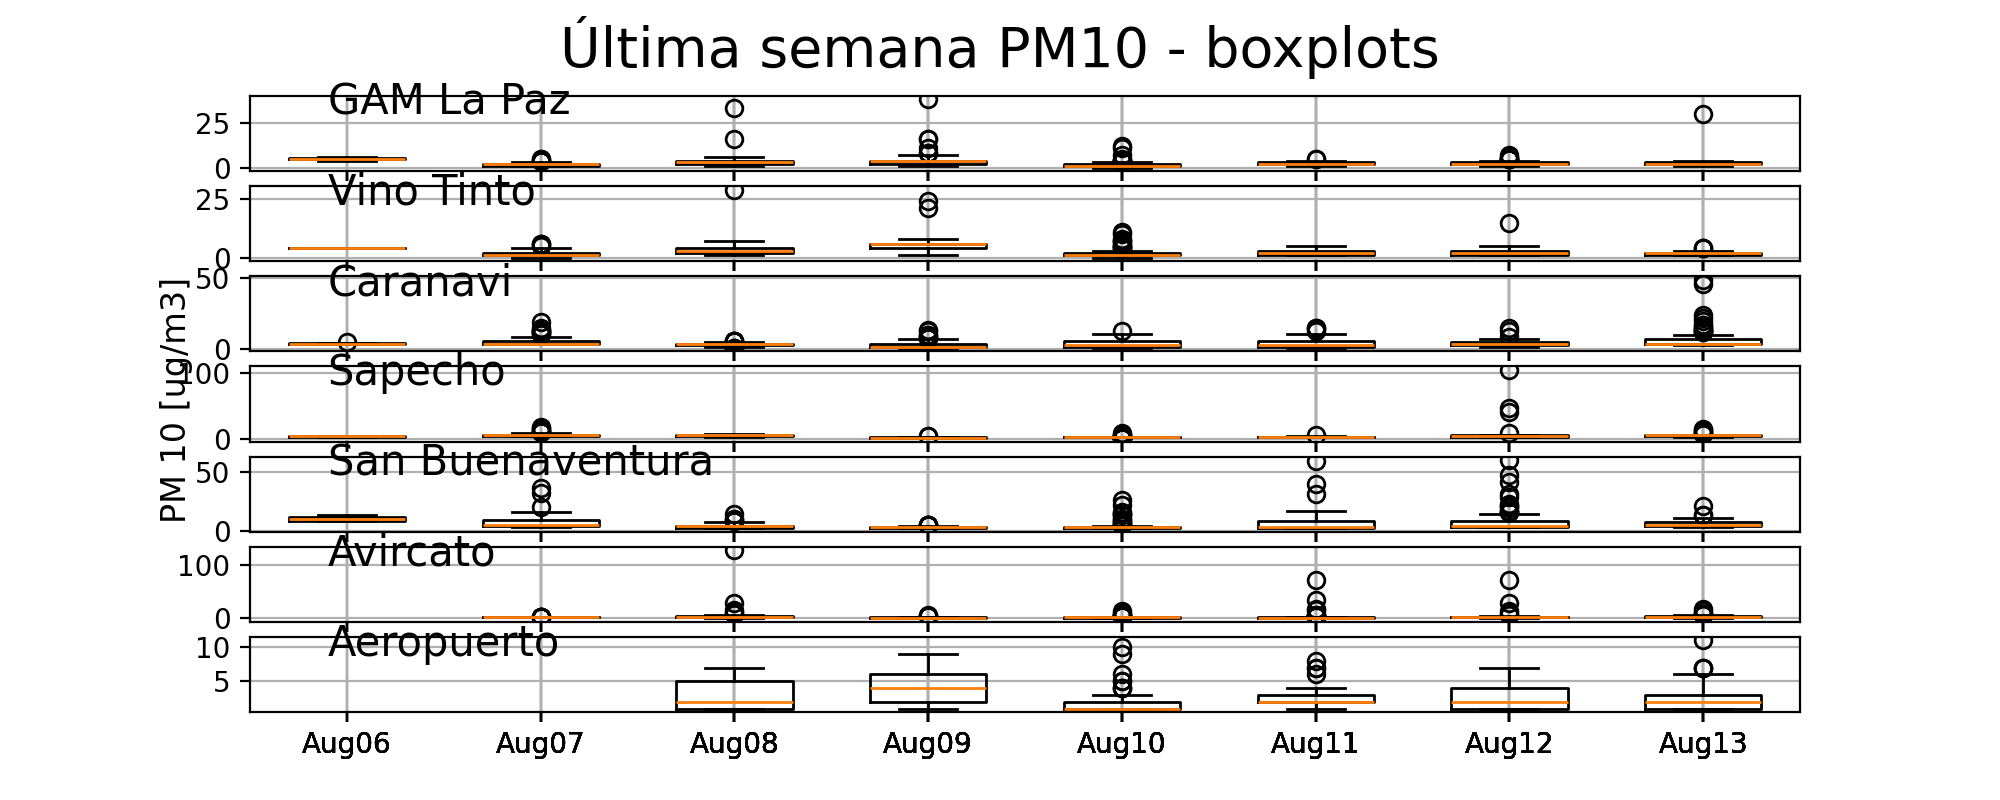 Última semana PM10 - boxplots
GAM La Paz
25
0
Vino Tinto
25
0
Caranavi
50
0
Sapecho
100
0
San Buenaventura
50
0
Avircato
100
0
Aeropuerto
10
5
PM 10 [ug/m3]
Aug06 Aug07 Aug08 Aug09 Aug10 Aug11 Aug12 Aug13